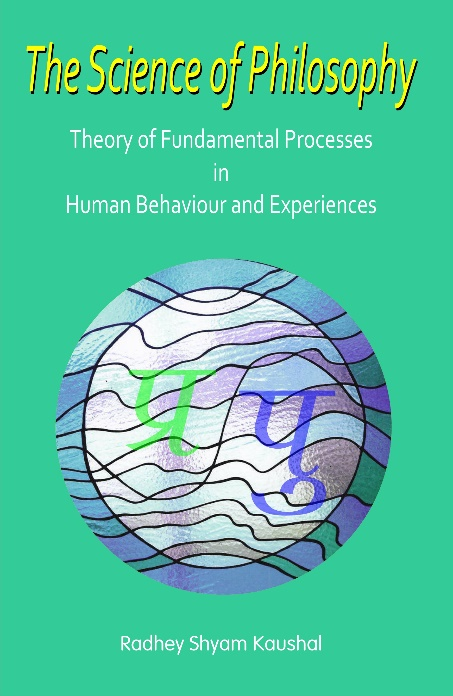 The Science of Philosophy
Theory of Fundamental Processes
in
Human Behaviour and Experiences
प्र पु
Radhey Shyam Kaushal